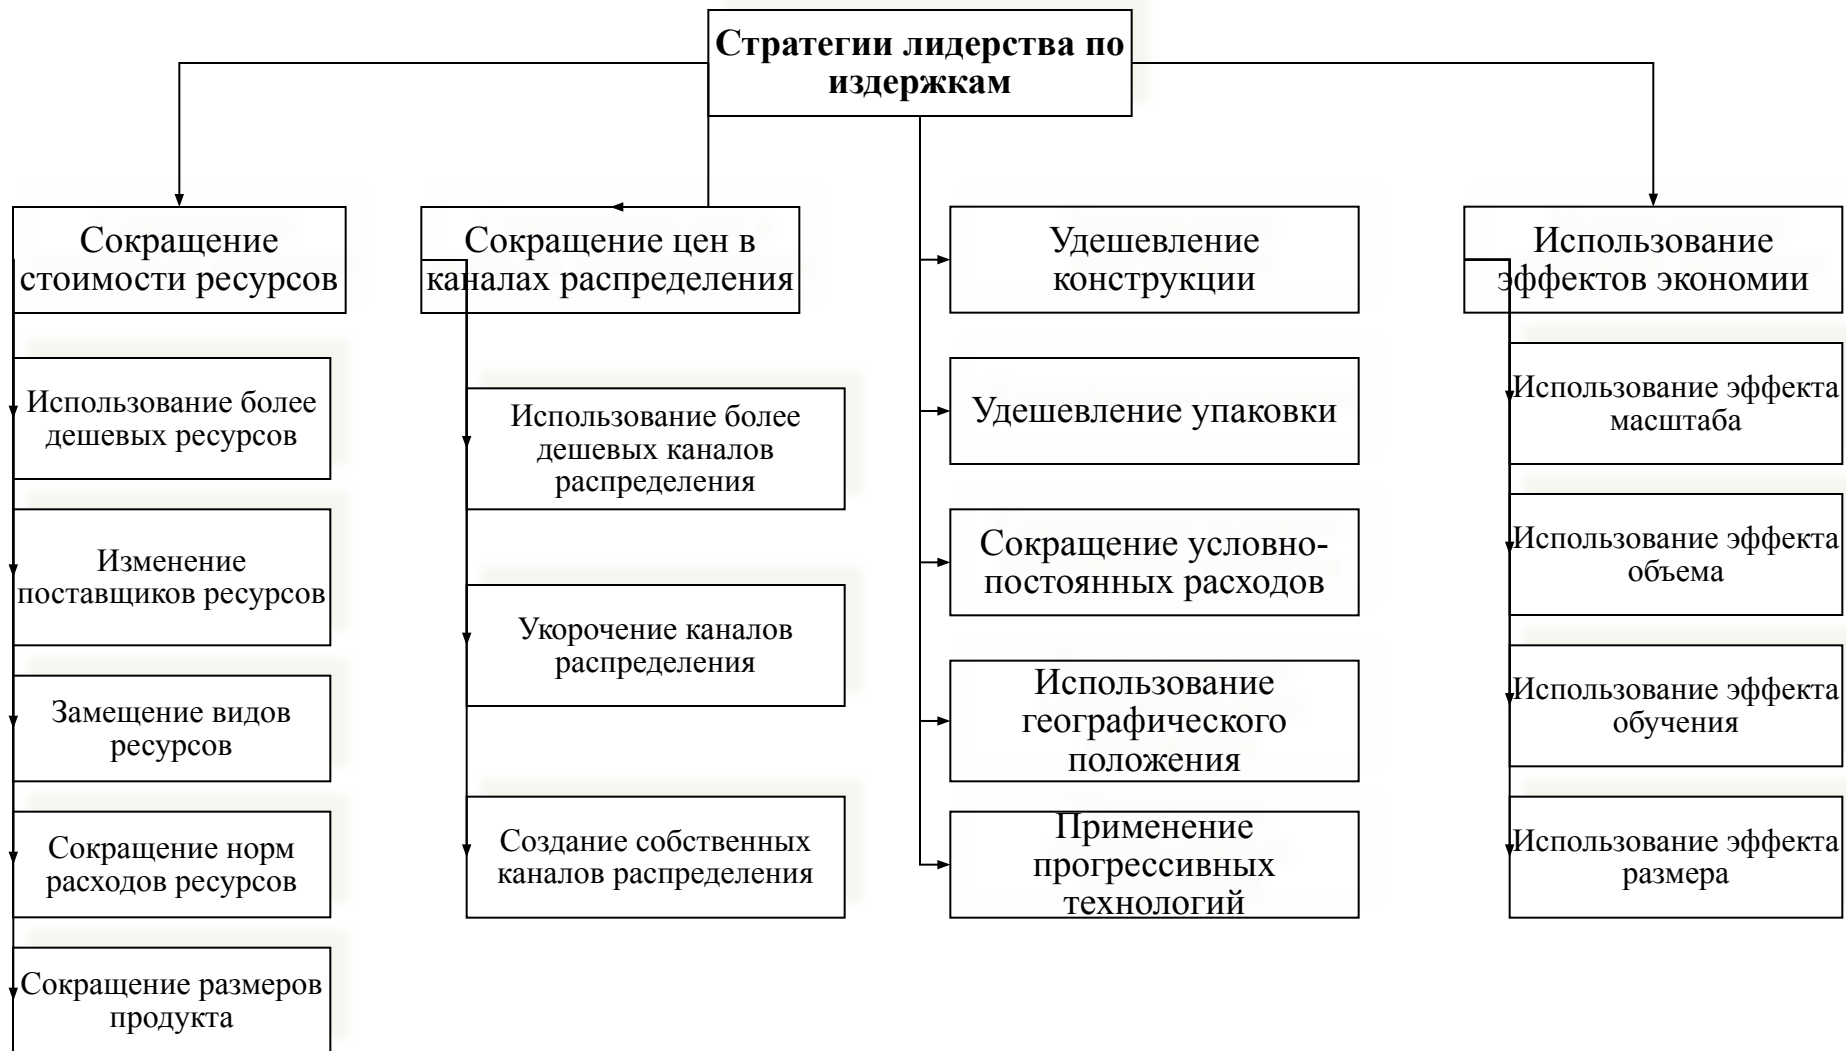 Стратегии лидерства по
издержкам
Сокращение
стоимости ресурсов
Использование более
дешевых ресурсов
Изменение
поставщиков ресурсов
Замещение видов
ресурсов
Сокращение норм
расходов ресурсов
Сокращение размеров
продукта
Сокращение цен в
каналах распределения
Использование более
дешевых каналов
распределения
Укорочение каналов
распределения
Создание собственных
каналов распределения
Удешевление
конструкции
Удешевление упаковки
Сокращение условно-
постоянных расходов
Использование
географического
положения
Применение
прогрессивных
технологий
Использование
эффектов экономии
Использование эффекта
масштаба
Использование эффекта
объема
Использование эффекта
обучения
Использование эффекта
размера